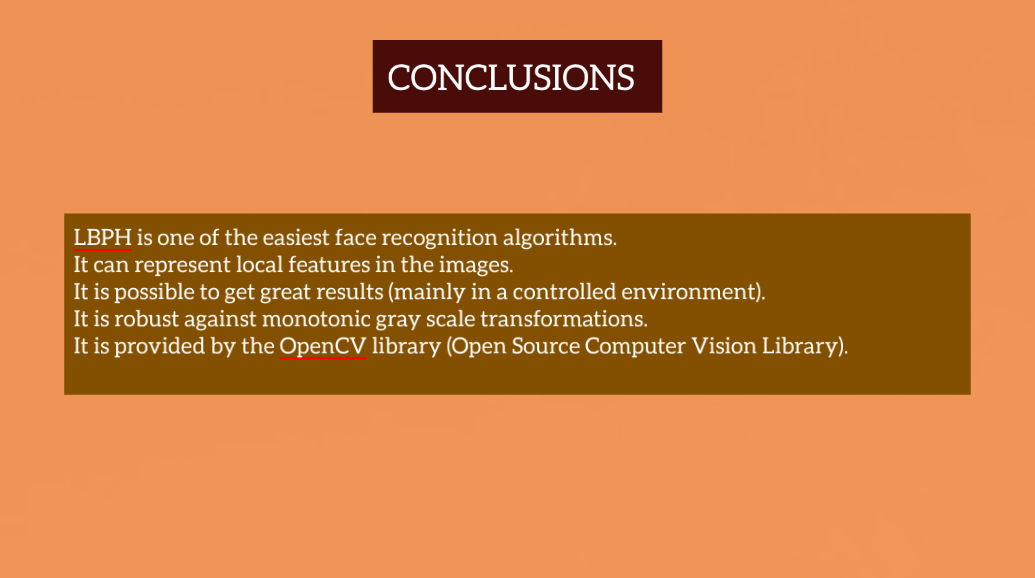 CONCLUSIONS
LBPH is one of the easiest face recognition algorithms.
It can represent local features in the images.
It is possible to get great results (mainly in a controlled environment).
It is robust against monotonic gray scale transformations.
It is provided by the OpenCV library (Open Source Computer Vision Library).